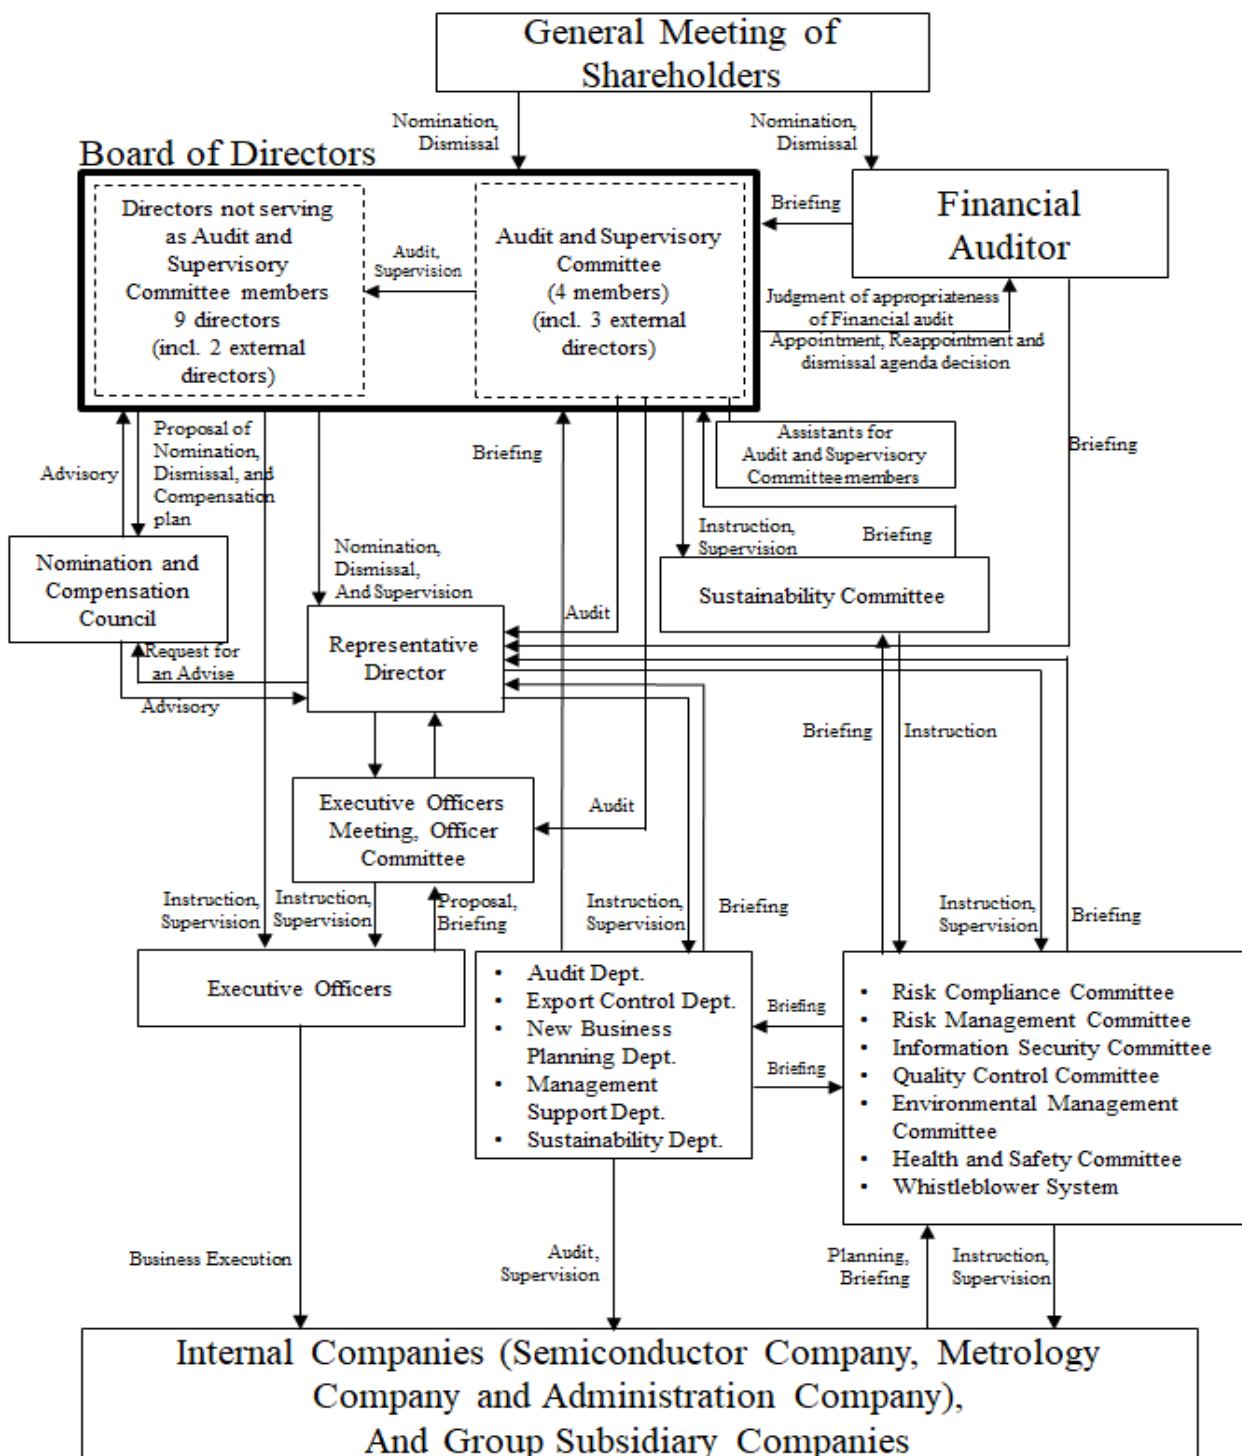 General Meeting of
Shareholders
Nomination,
Dismissal
Nomination,
Dismissal
Board of Directors
Directors not serving
as Audit and
Supervisory
Committee members
9 directors
(incl. 2 external
directors)
Audit,
Supervision
Audit and Supervisory
Committee
(4 members)
(incl. 3 external
directors)
Briefing
Financial
Auditor
Judgment of appropriateness
of Financial audit
Appointment, Reappointment and
dismissal agenda decision
Advisory
Proposal of
Nomination,
Dismissal, and
Compensation
plan
Briefing
Assistants for
Audit and Supervisory
Committee members
Briefing
Nomination and
Compensation
Council
Nomination,
Dismissal,
And Supervision
Instruction,
Supervision
Briefing
Sustainability Committee
Audit
Representative
Director
Request for
an Advise
Advisory
Briefing
Instruction
Executive Officers
Meeting, Officer
Committee
Audit
Instruction,
Supervision
Instruction,
Supervision
Proposal,
Briefing
Instruction,
Supervision
Briefing
Instruction,
Supervision
Briefing
Executive Officers
• Audit Dept.
• Export Control Dept.
• New Business
Planning Dept.
• Management
Support Dept.
• Sustainability Dept.
Briefing
Briefing
• Risk Compliance Committee
• Risk Management Committee
• Information Security Committee
• Quality Control Committee
• Environmental Management
Committee
• Health and Safety Committee
• Whistleblower System
Business Execution
Audit,
Supervision
Planning,
Briefing
Instruction,
Supervision
Internal Companies (Semiconductor Company, Metrology
Company and Administration Company),
And Group Subsidiary Companies